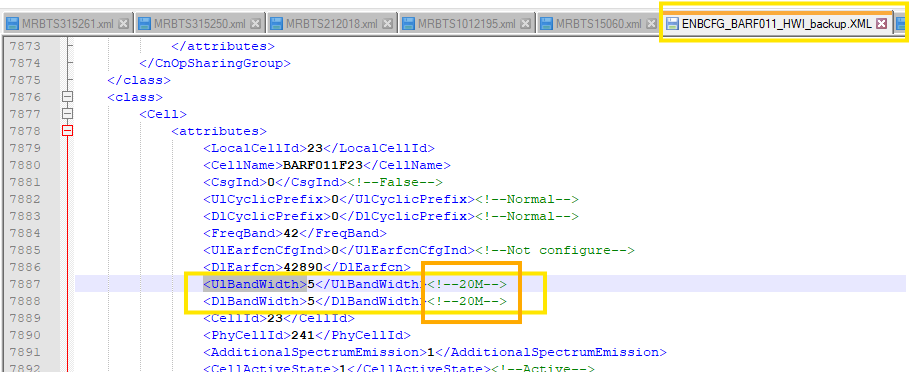 MRBTS315261.xml MRBTS315250.xml MRBTS212018.xml MRBTS1012195.xml MRBTS15060.xml ENBCFG_BARF011_HWI_backup.XML
7873 </attributes>
7874 </CnOpSharingGroup>
7875 </class>
7876 <class>
7877 <Cell>
7878 <attributes>
7879 <LocalCellId>23</LocalCellId>
7880 <CellName>BARF011F23</CellName>
7881 <CsgInd>0</CsgInd><!--False-->
7882 <UlCyclicPrefix>0</UlCyclicPrefix><!--Normal-->
7883 <DlCyclicPrefix>0</DlCyclicPrefix><!--Normal-->
7884 <FreqBand>42</FreqBand>
7885 <UlEarfcnCfgInd>0</UlEarfcnCfgInd><!--Not configure-->
7886 <DlEarfcn>42890</DlEarfcn>
7887 <UlBandWidth>5</UlBandWidth><!--20M-->
7888 <DlBandWidth>5</DlBandWidth><!--20M-->
7889 <CellId>23</CellId>
7890 <PhyCellId>241</PhyCellId>
7891 <AdditionalSpectrumEmission>1</AdditionalSpectrumEmission>
7892 <CellActiveState>1</CellActiveState><!--Active-->